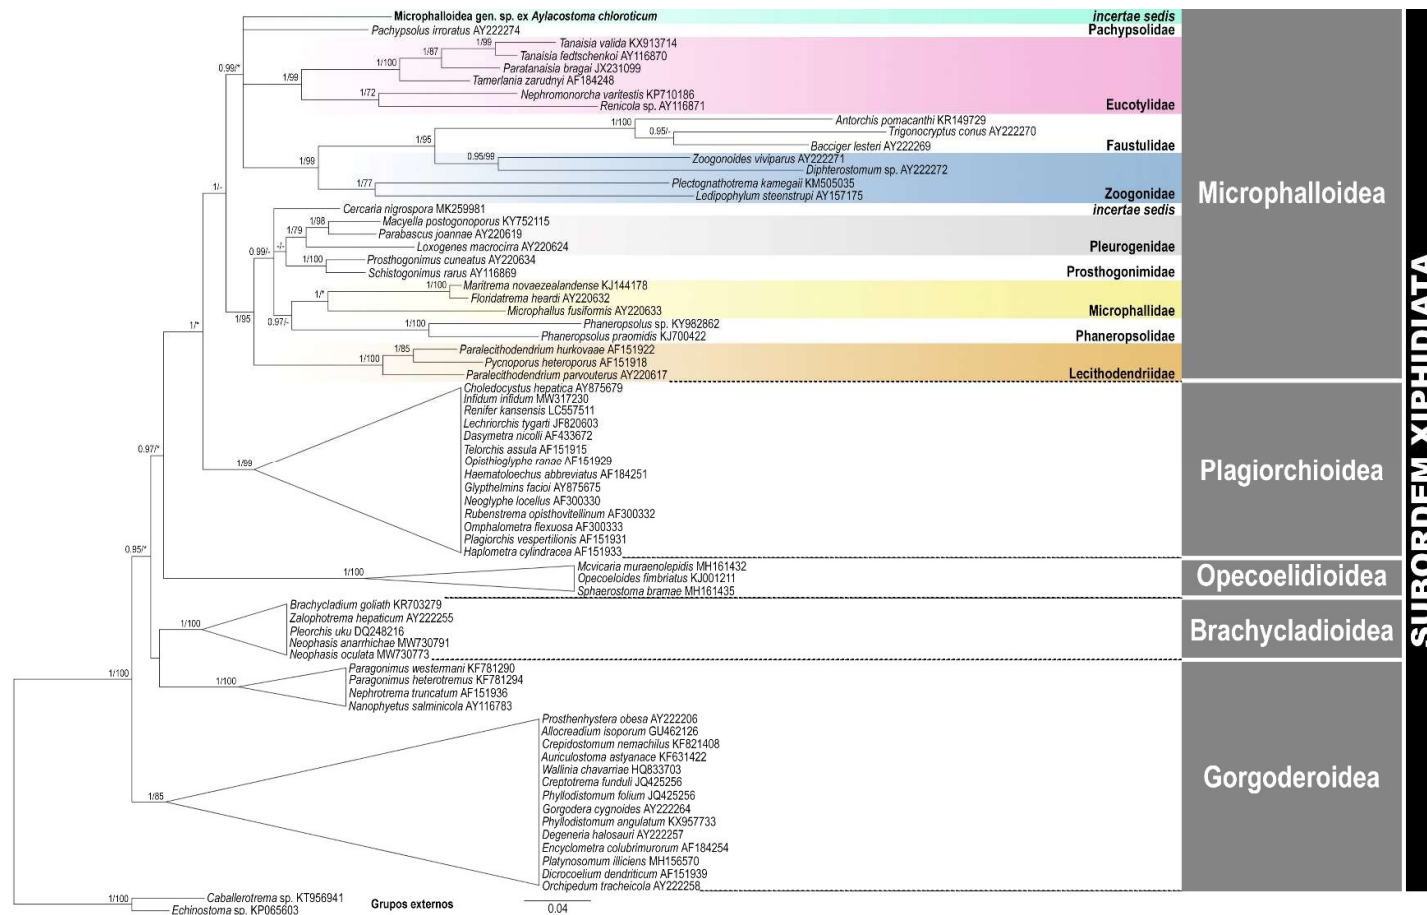 Microphalloidea gen. sp. ex Aylacostoma chloroticum
incertae sedis
Pachypsolus irroratus AY222274
Pachypsolidae
0.99/*
1/99
Tanaisia valida KX913714
1/87
Tanaisia fedtschenkoi AY116870
1/100
Paratanaisia bragai JX231099
1/99
Tamerlania zarudnyi AF184248
1/72
Nephromonorcha varitestis KP710186
Renicola sp. AY116871
Eucotylidae
1/100
Antorchis pomacanthi KR149729
0.95/-
Trigonocryptus conus AY222270
1/95
Bacciger lesteri AY222269
Faustulidae
1/99
0.95/99
Zoogonoides viviparus AY222271
Diphterostomum sp. AY222272
1/77
Plectognathotrema kamegaii KM505035
Ledipophylum steenstrupi AY157175
Zoogonidae
Microphalloidea
1/-
Cercaria nigrospora MK259981
incertae sedis
1/98
Macyella postogonoporus KY752115
1/79
Parabascus joannae AY220619
-/-
Loxogenes macrocirra AY220624
Pleurogenidae
0.99/-
1/100
Prosthogonimus cuneatus AY220634
Schistogonimus rarus AY116869
Prosthogonimidae
1/100
Maritrema novaezealandense KJ144178
1/*
Floridatrema heardi AY220632
Microphallus fusiformis AY220633
Microphallidae
1/95
0.97/-
1/100
Phaneropsolus sp. KY982862
Phaneropsolus praomidis KJ700422
Phaneropsolidae
1/*
1/85
Paralecithodendrium hurkovaae AF151922
1/100
Pycnoporus heteroporus AF151918
Paralecithodendrium parvouterus AY220617
Lecithodendriidae
Choledocystus hepatica AY875679
Infidum infidum MW317230
Renifer kansensis LC557511
Lechriorchis tygarti JF820603
Dasymetra nicolli AF433672
0.97/*
Telorchis assula AF151915
1/99
Opisthioglyphe ranae AF151929
Haematoloechus abbreviatus AF184251
Plagiorchioidea
Glypthelmins facioi AY875675
Neoglyphe locellus AF300330
Rubenstrema opisthovitellinum AF300332
Omphalometra flexuosa AF300333
Plagiorchis vespertilionis AF151931
Haplometra cylindracea AF151933
0.95/*
1/100
Mcvicaria muraenolepidis MH161432
Opecoeloides fimbriatus KJ001211
Sphaerostoma bramae MH161435
Opecoelidioidea
1/100
Brachycladium goliath KR703279
Zalophotrema hepaticum AY222255
Pleorchis uku DQ248216
Neophasis anarrhichae MW730791
Neophasis oculata MW730773
Brachycladioidea
1/100
1/100
Paragonimus westermani KF781290
Paragonimus heterotremus KF781294
Nephrotrema truncatum AF151936
Nanophyetus salminicola AY116783
1/85
Prosthenhystera obesa AY222206
Allocreadium isoporum GU462126
Crepidostomum nemachilus KF821408
Auriculostoma astyanace KF631422
Wallinia chavarriae HQ833703
Creptotrema funduli JQ425256
Phyllodistomum folium JQ425256
Gorgodera cygnoides AY222264
Phyllodistomum angulatum KX957733
Degeneria halosauri AY222257
Encyclometra colubrimurorum AF184254
Platynosomum illiciens MH156570
Dicrocoelium dendriticum AF151939
Orchipedum tracheicola AY222258
Gorgoderoidea
SUBORDEM XIPHIDIATA
1/100
Caballerotrema sp. KT956941
Echinostoma sp. KP065603
Grupos externos
0.04